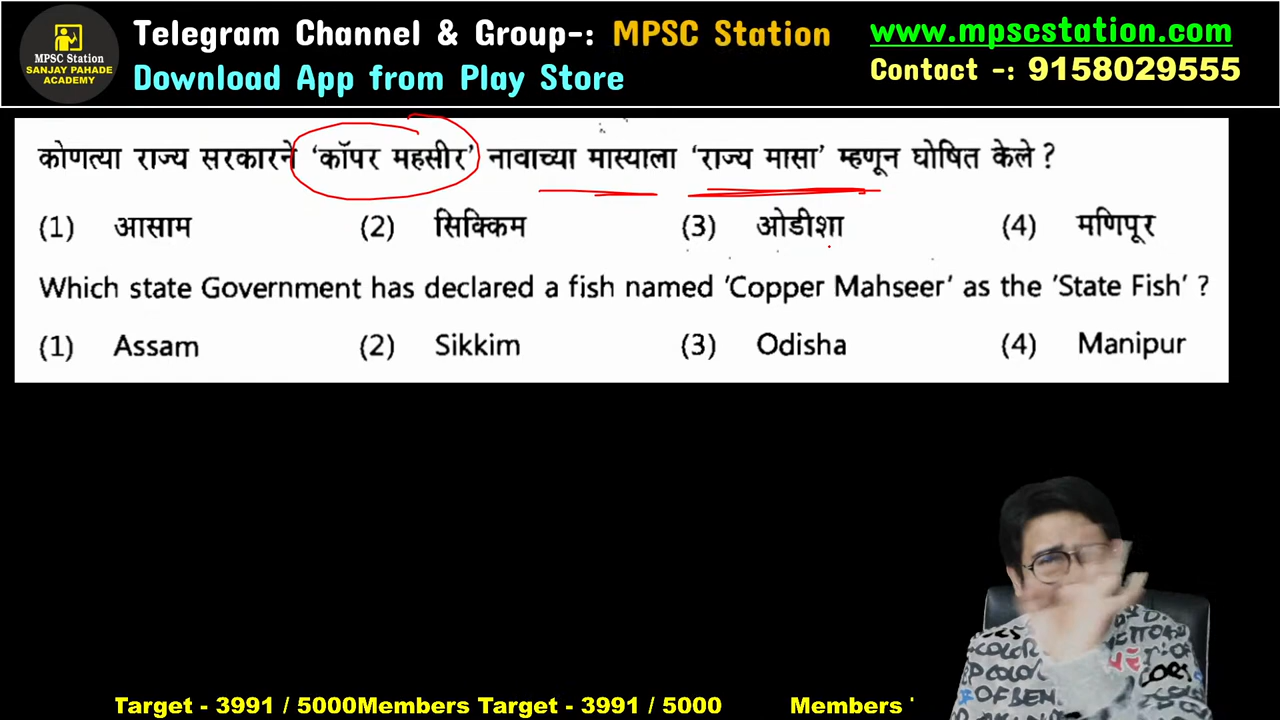 MPSC Station
SANJAY PAHADE
ACADEMY
Telegram Channel & Group-: MPSC Station
Download App from Play Store
www.mpscstation.com
Contact -: 9158029555
कोणत्या राज्य सरकारने ‘कॉपर महसीर’ नावाच्या मास्याला ‘राज्य मासा’ म्हणून घोषित केले ?
(1) आसाम (2) सिक्किम (3) ओडीशा (4) मणिपूर
Which state Government has declared a fish named ‘Copper Mahseer’ as the ‘State Fish’ ?
(1) Assam (2) Sikkim (3) Odisha (4) Manipur
Target - 3991 / 5000Members Target - 3991 / 5000 Members